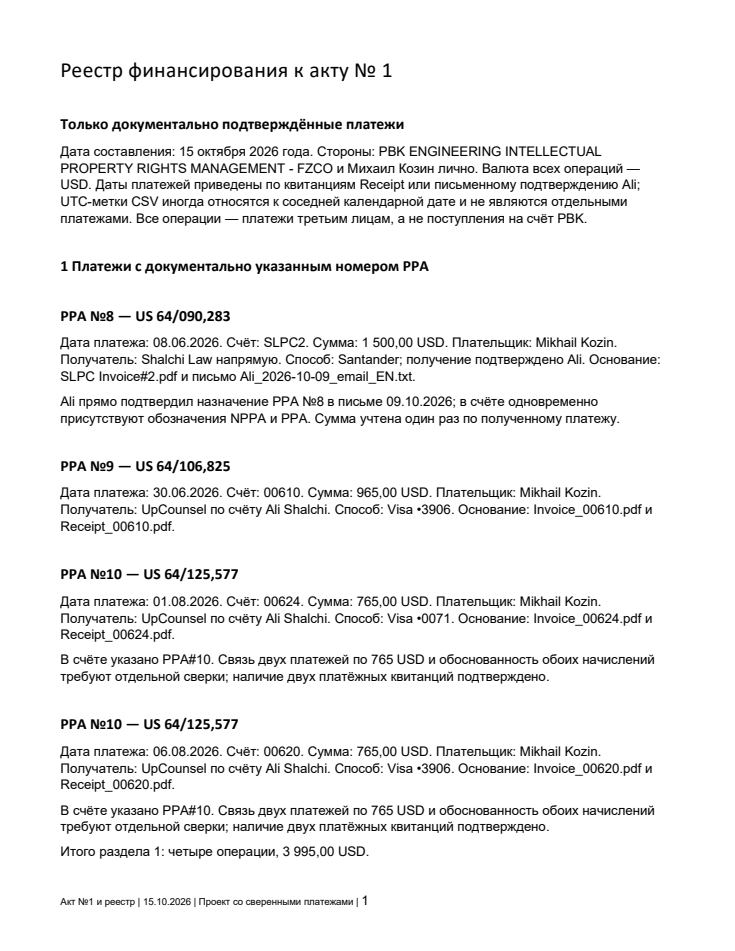 Реестр финансирования к акту № 1
Только документально подтверждённые платежи
Дата составления: 15 октября 2026 года. Стороны: PBK ENGINEERING INTELLECTUAL
PROPERTY RIGHTS MANAGEMENT - FZCO и Михаил Козин лично. Валюта всех операций —
USD. Даты платежей приведены по квитанциям Receipt или письменному подтверждению Ali;
UTC-метки CSV иногда относятся к соседней календарной дате и не являются отдельными
платежами. Все операции — платежи третьим лицам, а не поступления на счёт PBK.
1 Платежи с документально указанным номером PPA
PPA №8 — US 64/090,283
Дата платежа: 08.06.2026. Счёт: SLPC2. Сумма: 1 500,00 USD. Плательщик: Mikhail Kozin.
Получатель: Shalchi Law напрямую. Способ: Santander; получение подтверждено Ali. Основание:
SLPC Invoice#2.pdf и письмо Ali_2026-10-09_email_EN.txt.
Ali прямо подтвердил назначение PPA №8 в письме 09.10.2026; в счёте одновременно
присутствуют обозначения NPPA и PPA. Сумма учтена один раз по полученному платежу.
PPA №9 — US 64/106,825
Дата платежа: 30.06.2026. Счёт: 00610. Сумма: 965,00 USD. Плательщик: Mikhail Kozin.
Получатель: UpCounsel по счёту Ali Shalchi. Способ: Visa •3906. Основание: Invoice_00610.pdf и
Receipt_00610.pdf.
PPA №10 — US 64/125,577
Дата платежа: 01.08.2026. Счёт: 00624. Сумма: 765,00 USD. Плательщик: Mikhail Kozin.
Получатель: UpCounsel по счёту Ali Shalchi. Способ: Visa •0071. Основание: Invoice_00624.pdf и
Receipt_00624.pdf.
В счёте указано PPA#10. Связь двух платежей по 765 USD и обоснованность обоих начислений
требуют отдельной сверки; наличие двух платёжных квитанций подтверждено.
PPA №10 — US 64/125,577
Дата платежа: 06.08.2026. Счёт: 00620. Сумма: 765,00 USD. Плательщик: Mikhail Kozin.
Получатель: UpCounsel по счёту Ali Shalchi. Способ: Visa •3906. Основание: Invoice_00620.pdf и
Receipt_00620.pdf.
В счёте указано PPA#10. Связь двух платежей по 765 USD и обоснованность обоих начислений
требуют отдельной сверки; наличие двух платёжных квитанций подтверждено.
Итого раздела 1: четыре операции, 3 995,00 USD.
Акт №1 и реестр | 15.10.2026 | Проект со сверенными платежами | 1